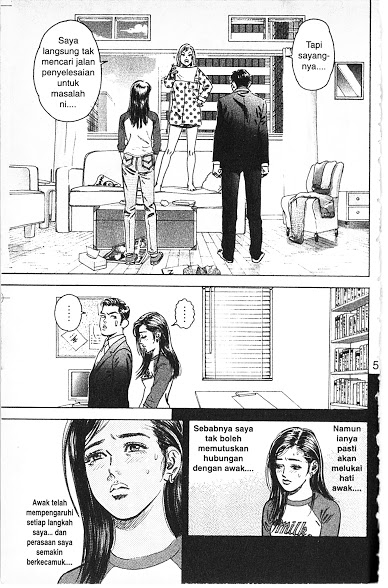 Tapi
sayang-
nya....
Saya
langsung tak
mencari jalan
penyelesaian
untuk
masalah
ni....
....
....
5
Namun
ianya
pasti
akan
melukai
hati
awak....
Sebabnya saya
tak boleh
memutuskan
hubungan
dengan awak....
milk
Awak telah
mempengaruhi
setiap langkah
saya... dan
perasaan saya
semakin
berkecamuk....